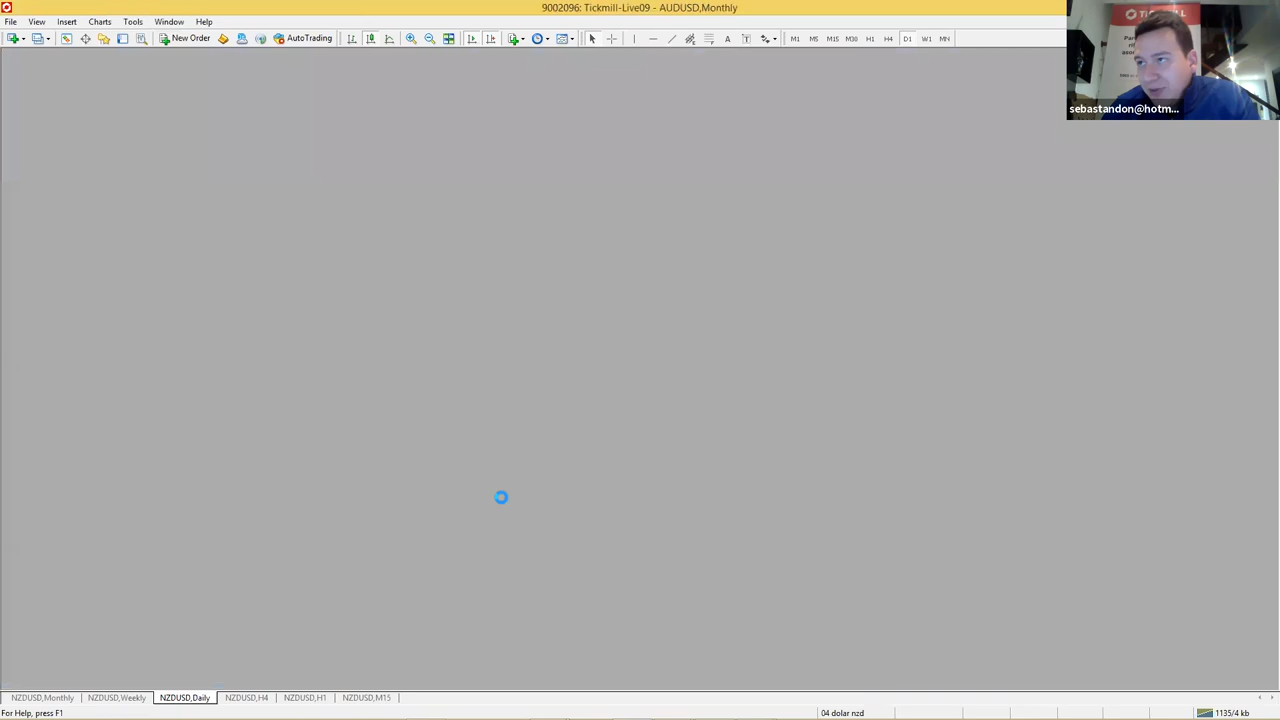 9002096: Tickmill-Live09 - AUDUSD,Monthly
File View Insert Charts Tools Window Help
New Order AutoTrading A T M1 M5 M15 M30 H1 H4 D1 W1 MN
TICKMILL
sebastandon@hotm...
NZDUSD,Monthly NZDUSD,Weekly NZDUSD,Daily NZDUSD,H4 NZDUSD,H1 NZDUSD,M15
For Help, press F1 04 dolar nzd 1135/4 kb